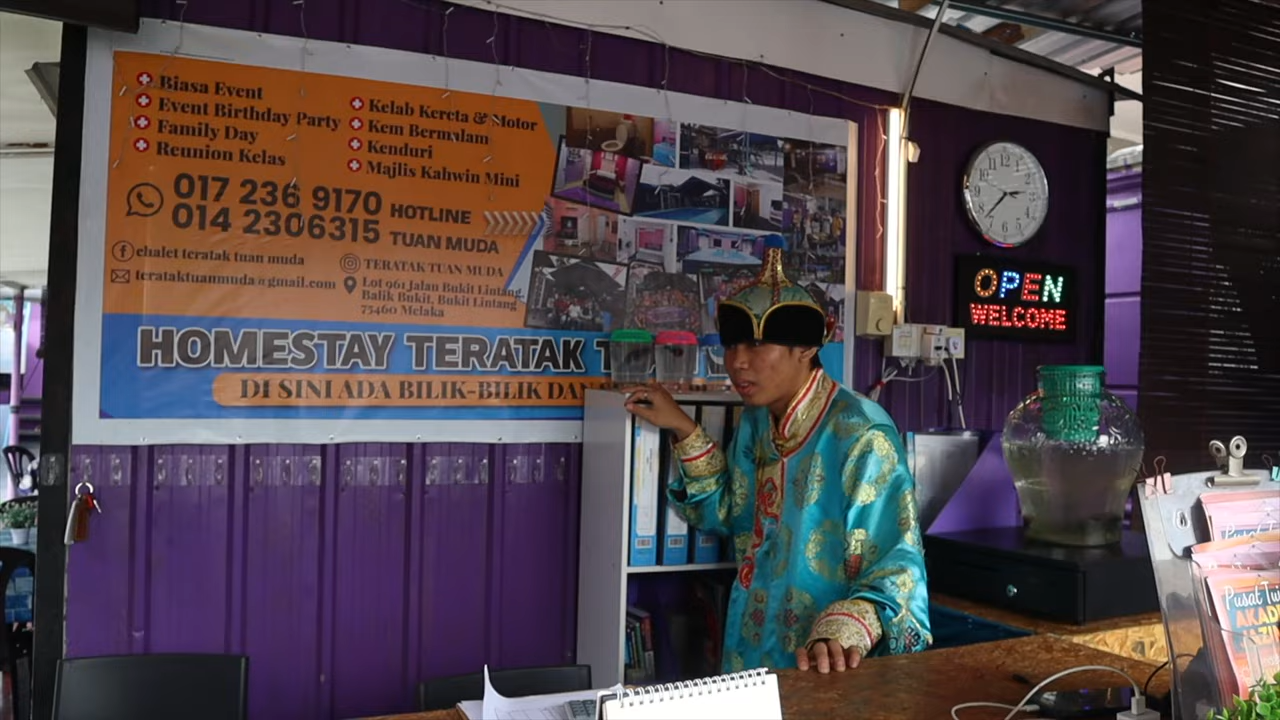 Biasa Event
Event Birthday Party
Family Day
Reunion Kelas
Kelab Kereta & Motor
Kem Bermalam
Kenduri
Majlis Kahwin Mini
017 236 9170
014 2306315
HOTLINE
TUAN MUDA
chalet teratak tuan muda
terataktuanmuda@gmail.com
TERATAK TUAN MUDA
Lot 961 Jalan Bukit Lintang,
Balik Bukit, Bukit Lintang
75460 Melaka
HOMESTAY TERATAK
DI SINI ADA BILIK-BILIK DAN
12
OPEN
WELCOME
Pusat